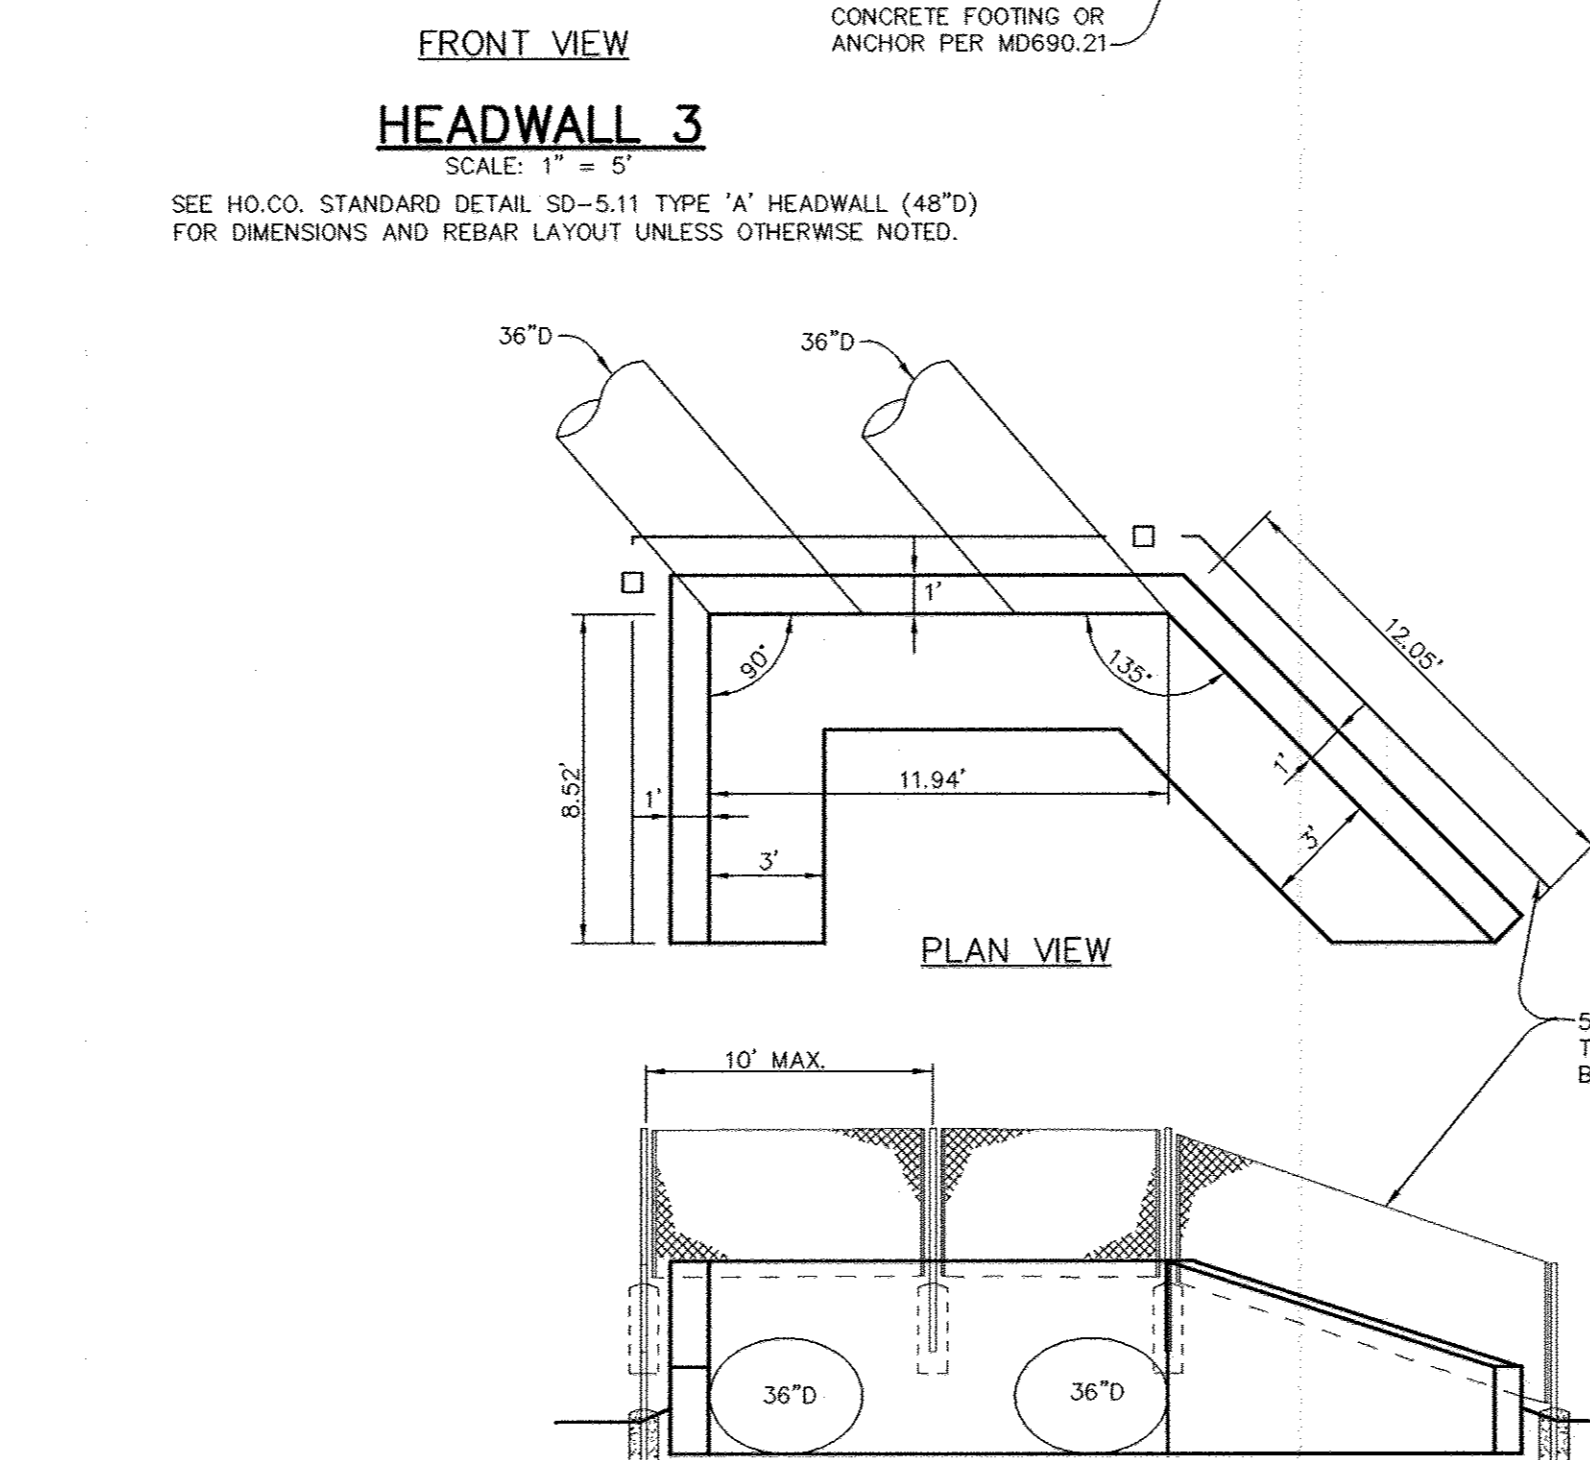 CONCRETE FOOTING OR
ANCHOR PER MD690.21
FRONT VIEW
HEADWALL 3
SCALE: 1" = 5'
SEE HO.CO. STANDARD DETAIL SD-5.11 TYPE 'A' HEADWALL (48"D)
FOR DIMENSIONS AND REBAR LAYOUT UNLESS OTHERWISE NOTED.
36"D
36"D
12.05'
1'
90°
135°
1'
8.52'
11.94'
1'
3'
3'
PLAN VIEW
5
T
B
10' MAX.
36"D
36"D